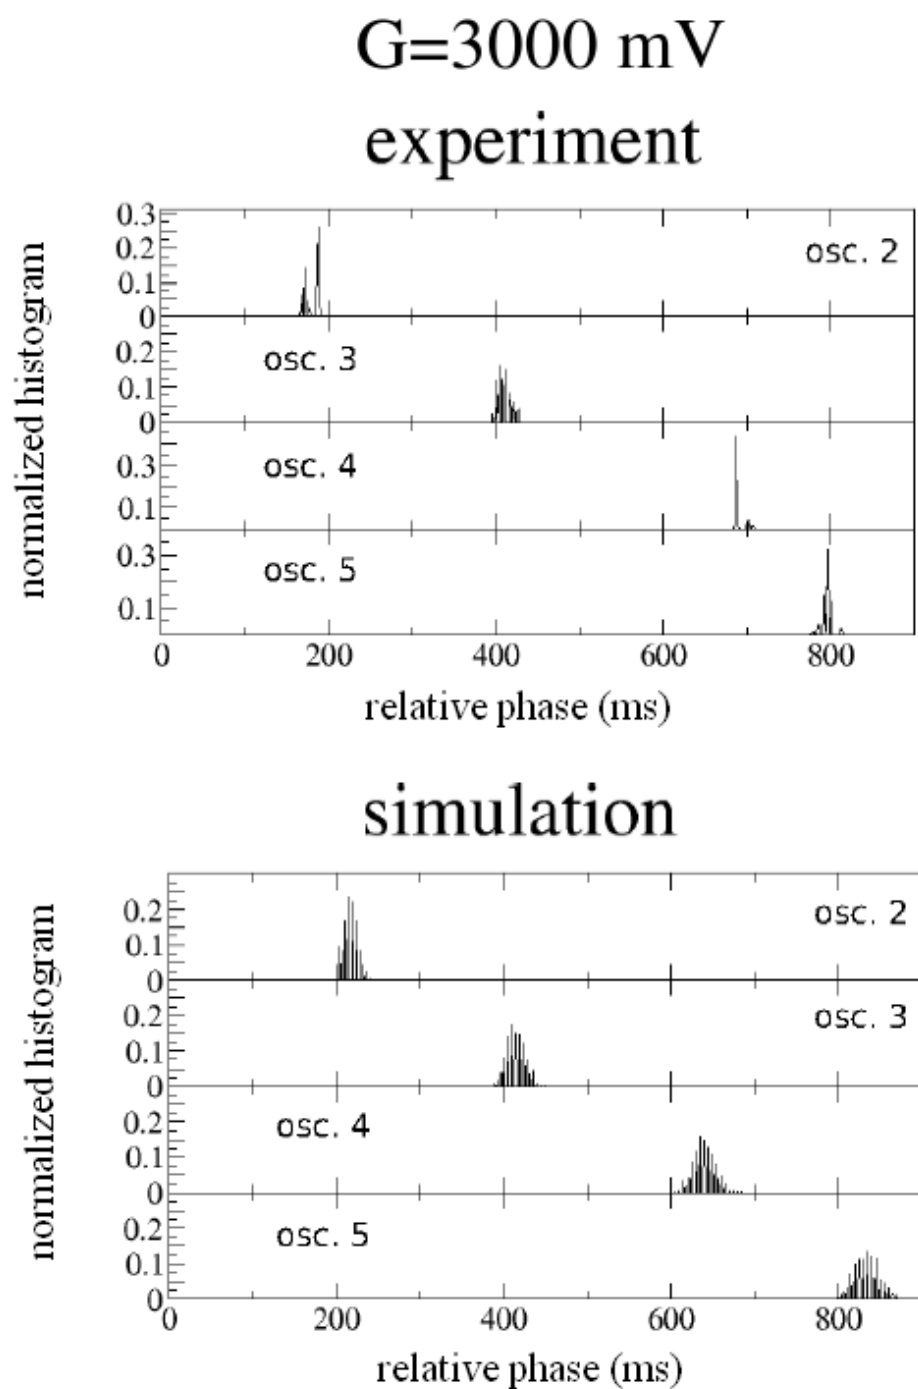 G=3000 mV
experiment
normalized histogram
0.3
0.2
0.1
0
osc. 2
0.2
0.1
0
osc. 3
0.3
0.1
osc. 4
0.3
0.1
osc. 5
0 200 400 600 800
relative phase (ms)
simulation
normalized histogram
0.2
0.1
0
osc. 2
0.2
0.1
0
osc. 3
0.2
0.1
0
osc. 4
0.2
0.1
0
osc. 5
0 200 400 600 800
relative phase (ms)